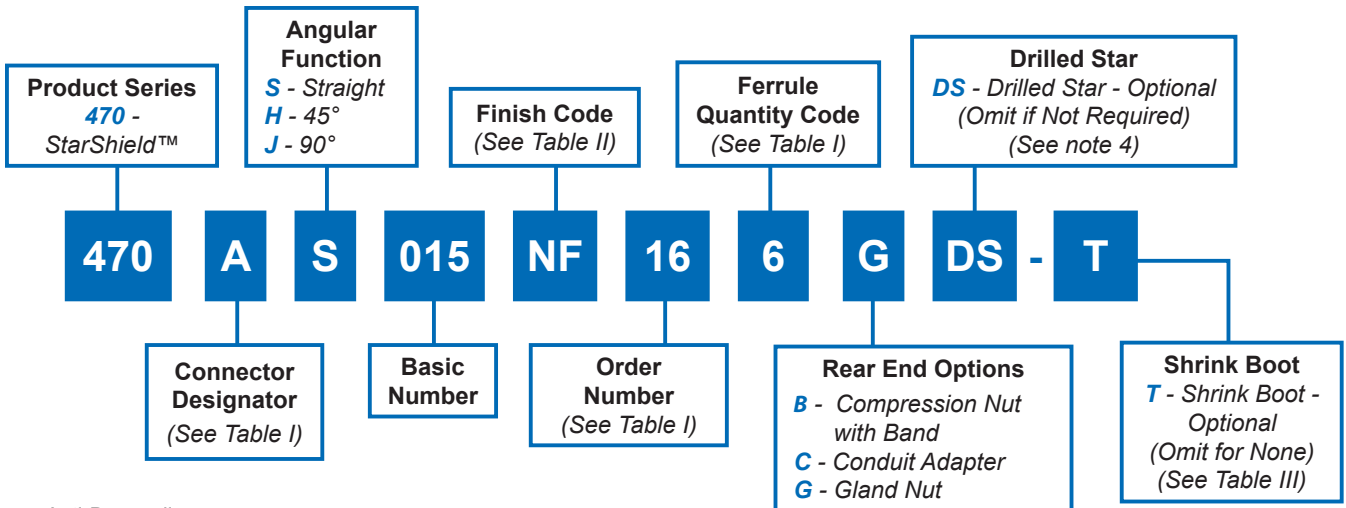 Product Series
470 -
StarShield™
Angular
Function
S - Straight
H - 45°
J - 90°
Finish Code
(See Table II)
Ferrule
Quantity Code
(See Table I)
Drilled Star
DS - Drilled Star - Optional
(Omit if Not Required)
(See note 4)
470 A S 015 NF 16 6 G DS - T
Connector
Designator
(See Table I)
Basic
Number
Order
Number
(See Table I)
Rear End Options
B - Compression Nut
with Band
C - Conduit Adapter
G - Gland Nut
Shrink Boot
T - Shrink Boot -
Optional
(Omit for None)
(See Table III)